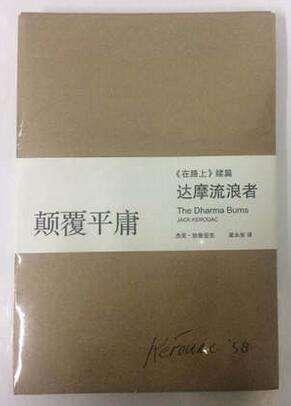 《在路上》续篇
达摩流浪者
The Dharma Bums
JACK KEROUAC
颠覆平庸
杰克·凯鲁亚克 梁永安 译
Kerouac '58